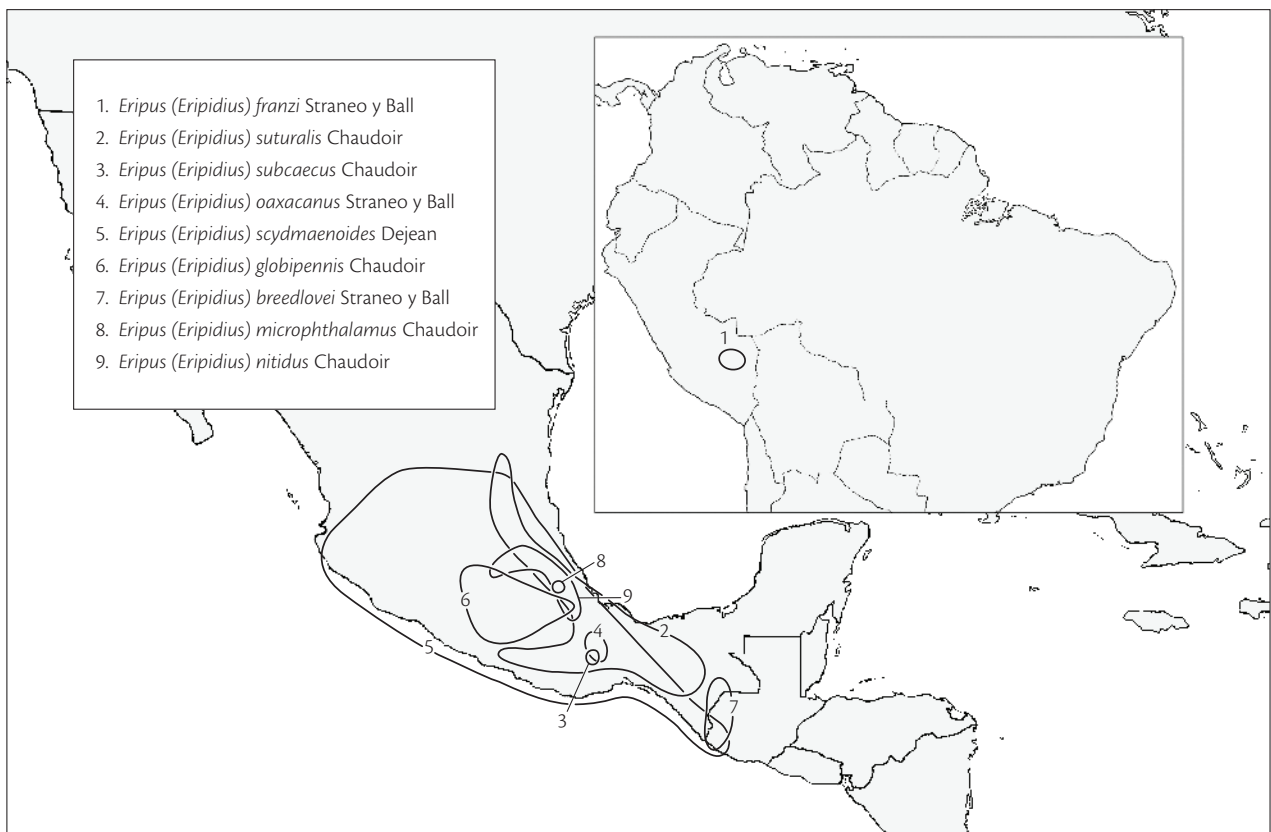 1. Eripus (Eripidius) franzi Straneo y Ball
2. Eripus (Eripidius) suturalis Chaudoir
3. Eripus (Eripidius) subcaecus Chaudoir
4. Eripus (Eripidius) oaxacanus Straneo y Ball
5. Eripus (Eripidius) scydmaenoides Dejean
6. Eripus (Eripidius) globipennis Chaudoir
7. Eripus (Eripidius) breedlovei Straneo y Ball
8. Eripus (Eripidius) microphthalamus Chaudoir
9. Eripus (Eripidius) nitidus Chaudoir
1
8
9
6
4
2
5
7
3